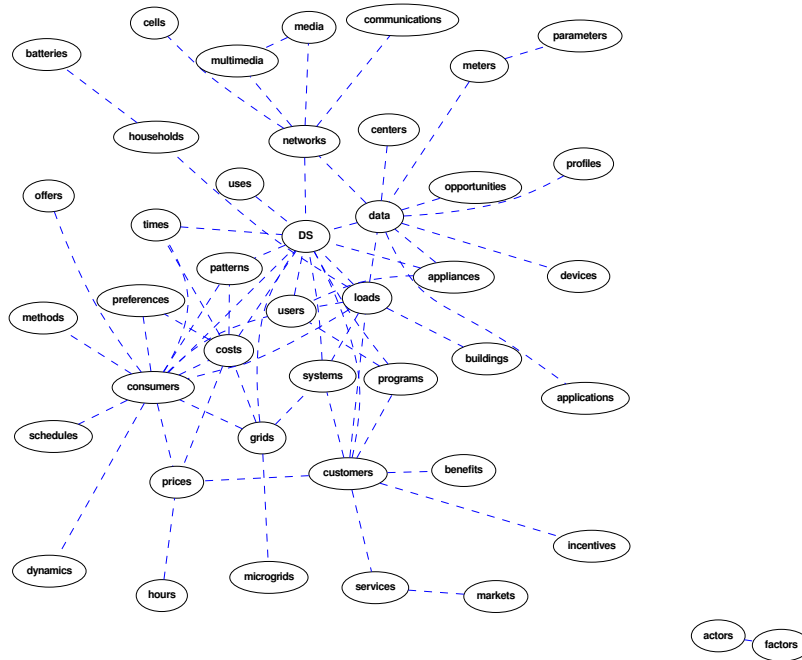 communications
cells
media
parameters
batteries
multimedia
meters
centers
households
networks
profiles
opportunities
uses
offers
data
times
DS
patterns
appliances
devices
preferences
loads
users
methods
costs
buildings
systems
programs
consumers
applications
schedules
grids
benefits
customers
prices
incentives
dynamics
microgrids
services
hours
markets
actors
factors